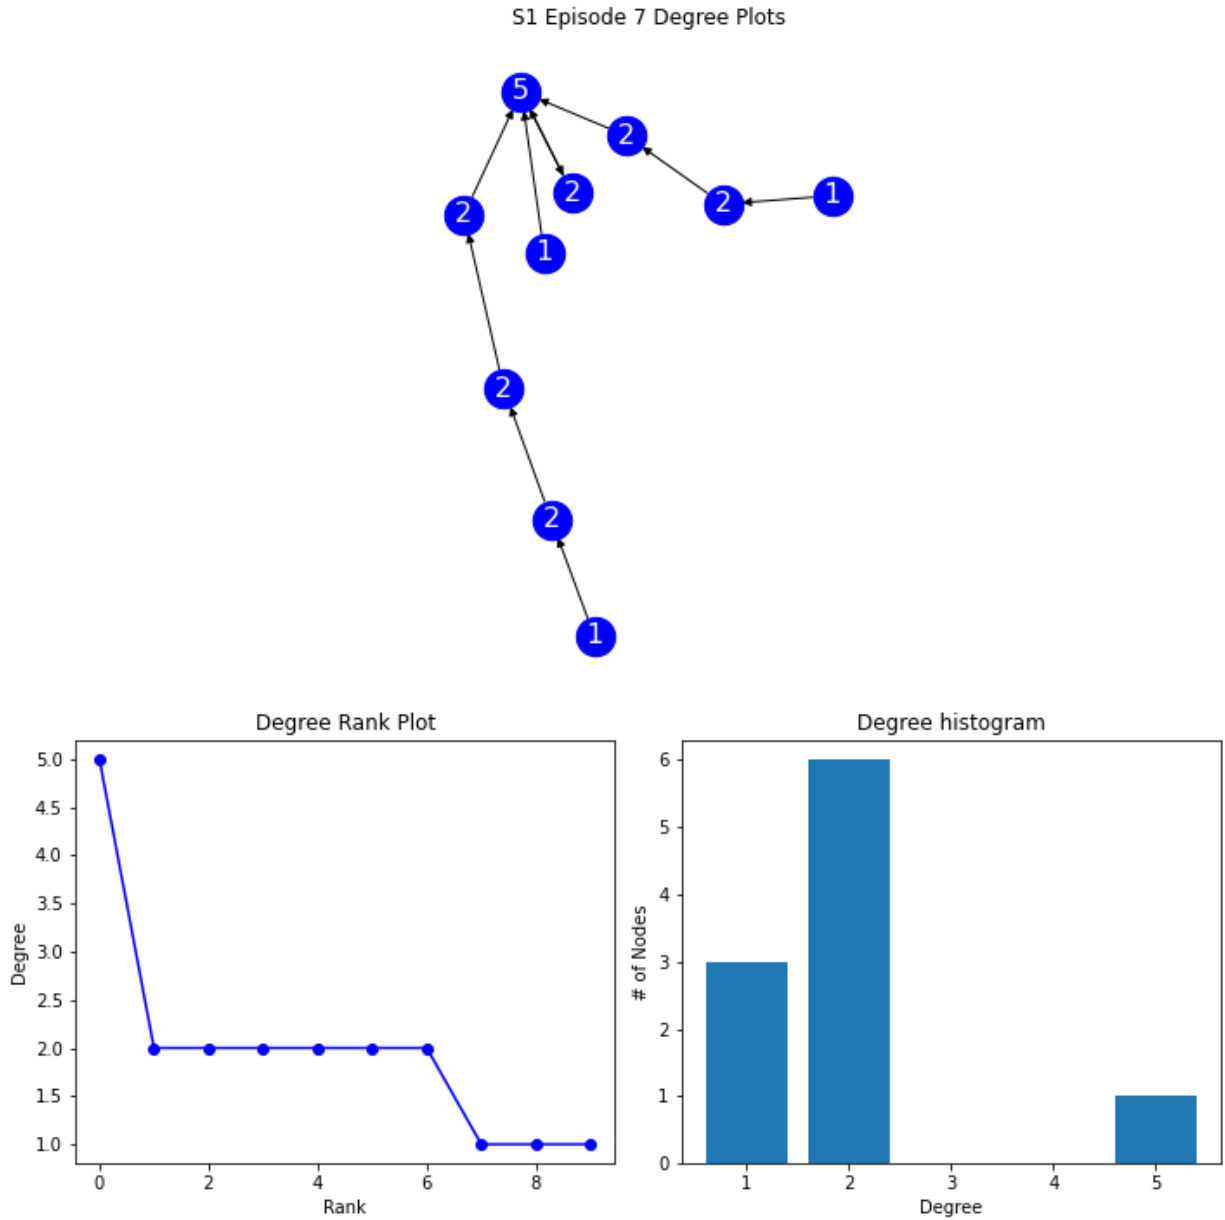 S1 Episode 7 Degree Plots
5
2
2
2
1
2
1
2
2
1
Degree Rank Plot
5.0
4.5
4.0
3.5
3.0
2.5
2.0
1.5
1.0
Degree
0 2 4 6 8
Rank
Degree histogram
6
5
4
3
2
1
0
# of Nodes
1 2 3 4 5
Degree